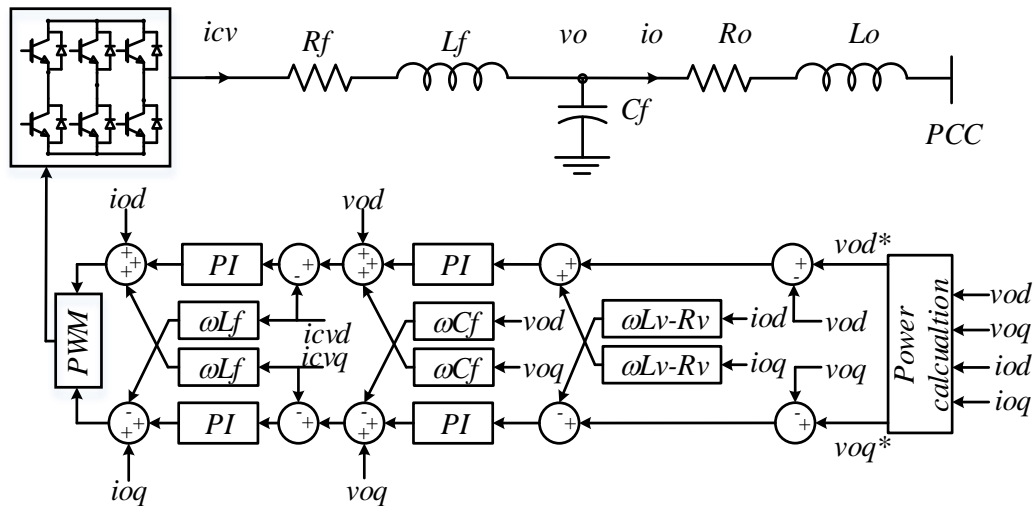 icv
Rf
Lf
vo
io
Ro
Lo
Cf
PCC
iod
vod
vod*
+
+
+
PI
-
+
+
+
PI
+
+
-
PWM
ωLf
icvd
ωCf
vod
ωLv-Rv
iod
vod
Power
calcualtion
vod
voq
iod
ioq
ωLf
icvq
ωCf
voq
ωLv-Rv
ioq
voq
-
+
+
PI
-
-
+
+
PI
-
-
-
voq*
ioq
voq